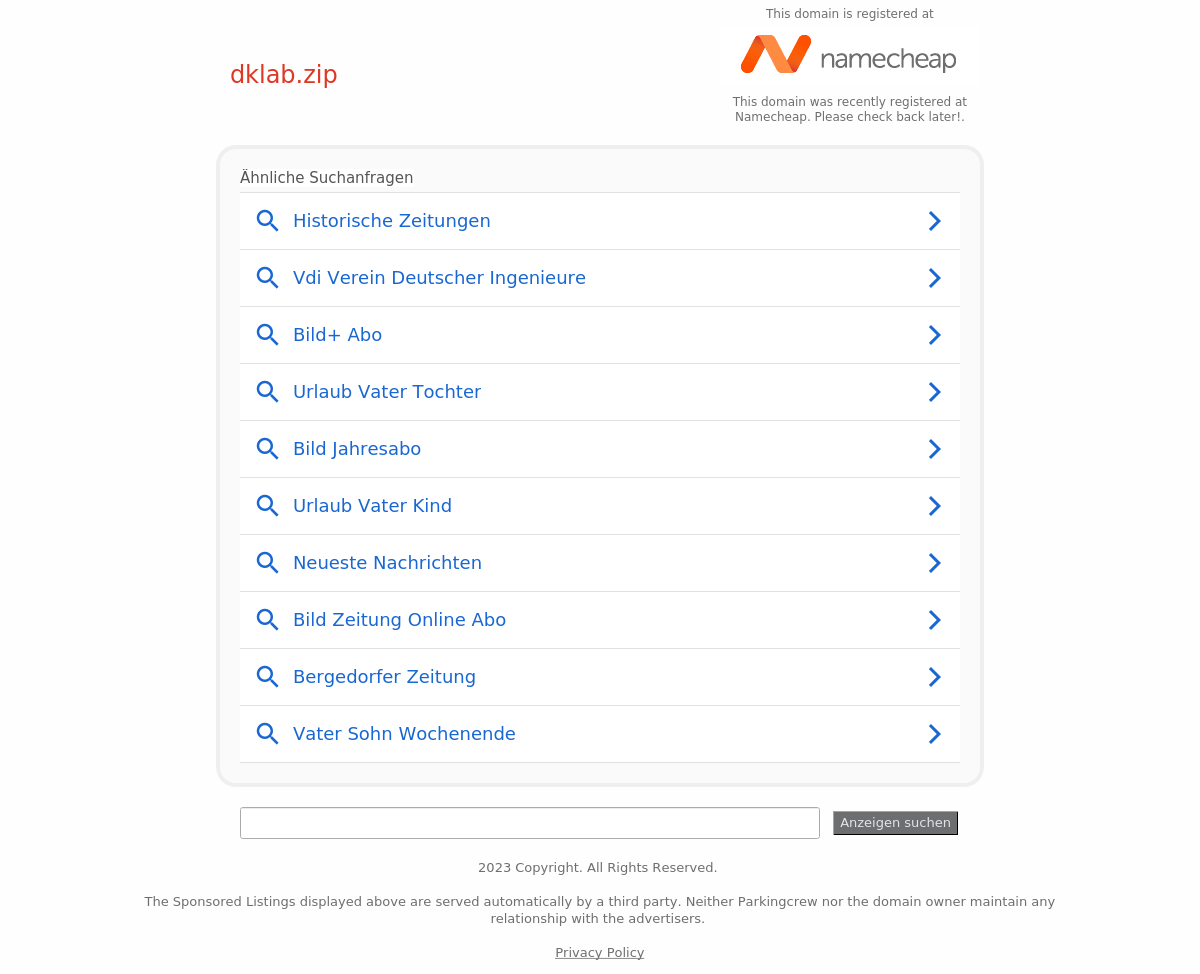 This domain is registered at
namecheap
dklab.zip
This domain was recently registered at
Namecheap. Please check back later!.
Ähnliche Suchanfragen
Historische Zeitungen
Vdi Verein Deutscher Ingenieure
Bild+ Abo
Urlaub Vater Tochter
Bild Jahresabo
Urlaub Vater Kind
Neueste Nachrichten
Bild Zeitung Online Abo
Bergedorfer Zeitung
Vater Sohn Wochenende
Anzeigen suchen
2023 Copyright. All Rights Reserved.
The Sponsored Listings displayed above are served automatically by a third party. Neither Parkingcrew nor the domain owner maintain any
relationship with the advertisers.
Privacy Policy